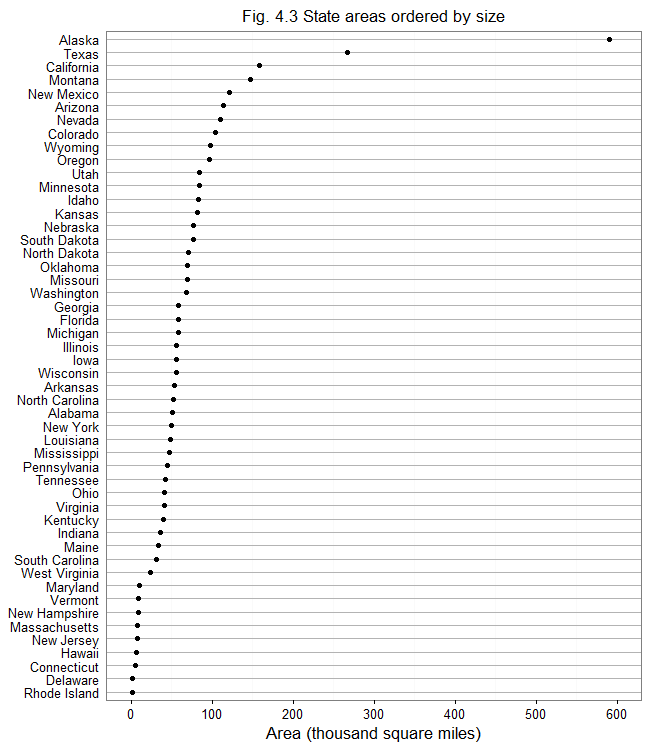 Fig. 4.3 State areas ordered by size
Alaska
Texas
California
Montana
New Mexico
Arizona
Nevada
Colorado
Wyoming
Oregon
Utah
Minnesota
Idaho
Kansas
Nebraska
South Dakota
North Dakota
Oklahoma
Missouri
Washington
Georgia
Florida
Michigan
Illinois
Iowa
Wisconsin
Arkansas
North Carolina
Alabama
New York
Louisiana
Mississippi
Pennsylvania
Tennessee
Ohio
Virginia
Kentucky
Indiana
Maine
South Carolina
West Virginia
Maryland
Vermont
New Hampshire
Massachusetts
New Jersey
Hawaii
Connecticut
Delaware
Rhode Island
0 100 200 300 400 500 600
Area (thousand square miles)